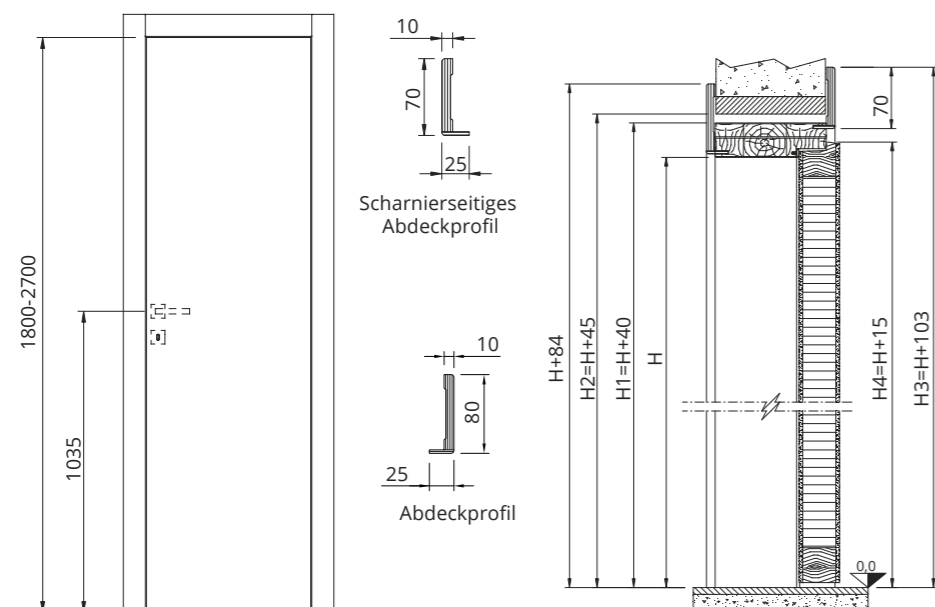 1800-2700
1035
10
70
25
Scharnierseitiges
Abdeckprofil
10
80
25
Abdeckprofil
H+84
H2=H+45
H1=H+40
H
70
H4=H+15
H3=H+103
0,0